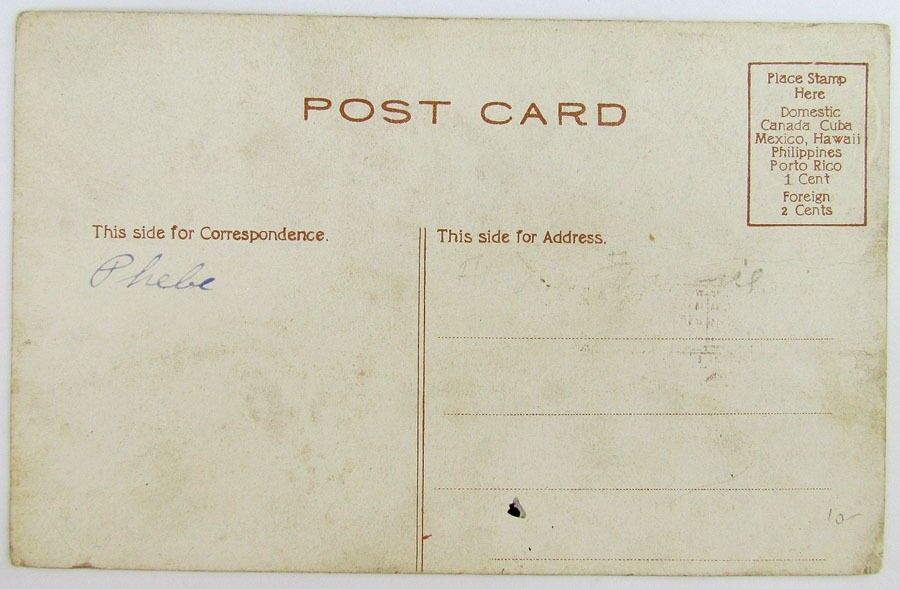 POST CARD
Place Stamp
Here
Domestic
Canada Cuba
Mexico, Hawaii
Philippines
Porto Rico
1 Cent
Foreign
2 Cents
This side for Correspondence.
This side for Address.
Phebe
10-